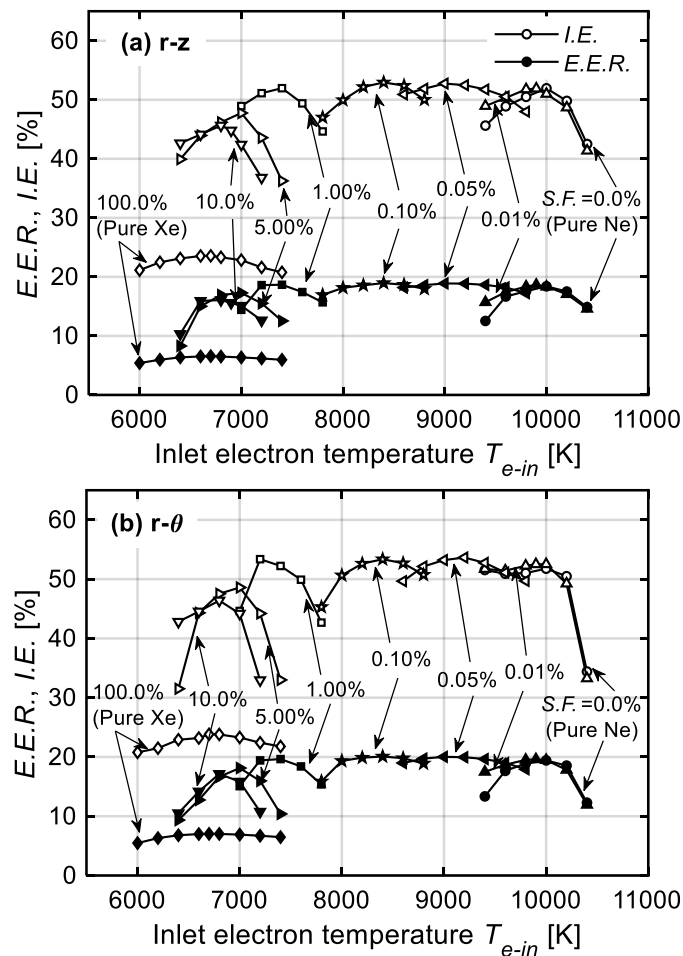 (a) r-z
I.E.
E.E.R.
E.E.R., I.E. [%]
60
50
40
30
20
10
0
100.0%
(Pure Xe)
10.0%
5.00%
1.00%
0.10%
0.05%
0.01%
S.F.=0.0%
(Pure Ne)
6000 7000 8000 9000 10000 11000
Inlet electron temperature Te-in [K]
(b) r-θ
E.E.R., I.E. [%]
60
50
40
30
20
10
0
100.0%
(Pure Xe)
10.0%
5.00%
1.00%
0.10%
0.05%
0.01%
S.F.=0.0%
(Pure Ne)
6000 7000 8000 9000 10000 11000
Inlet electron temperature Te-in [K]